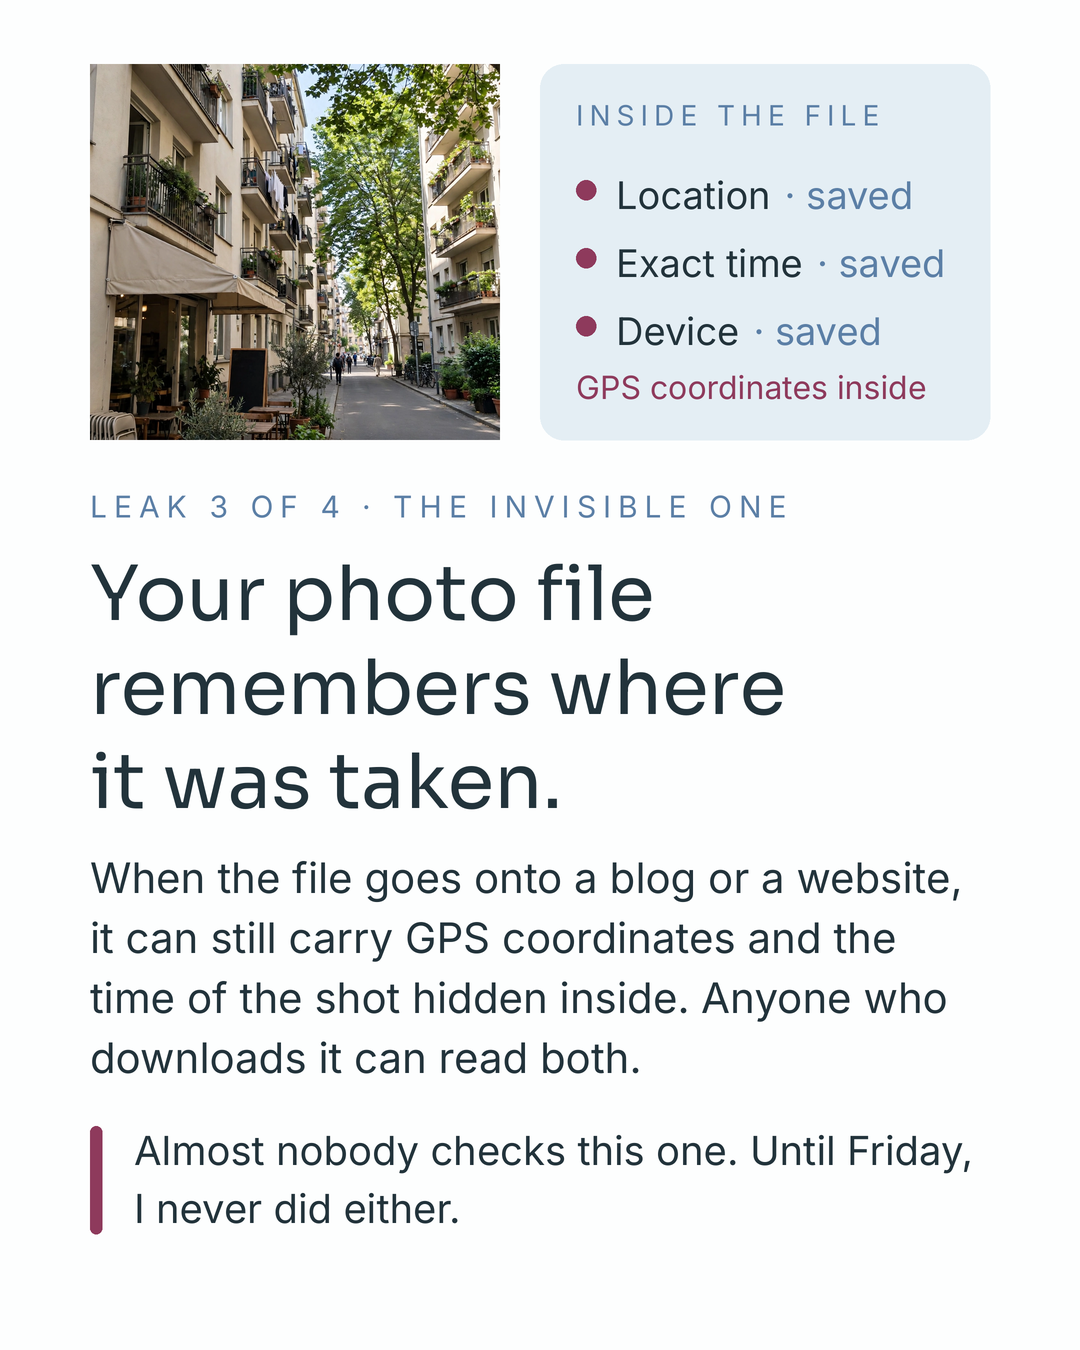 INSIDE THE FILE
Location · saved
Exact time · saved
Device · saved
GPS coordinates inside
LEAK 3 OF 4 · THE INVISIBLE ONE
Your photo file
remembers where
it was taken.
When the file goes onto a blog or a website,
it can still carry GPS coordinates and the
time of the shot hidden inside. Anyone who
downloads it can read both.
Almost nobody checks this one. Until Friday,
I never did either.